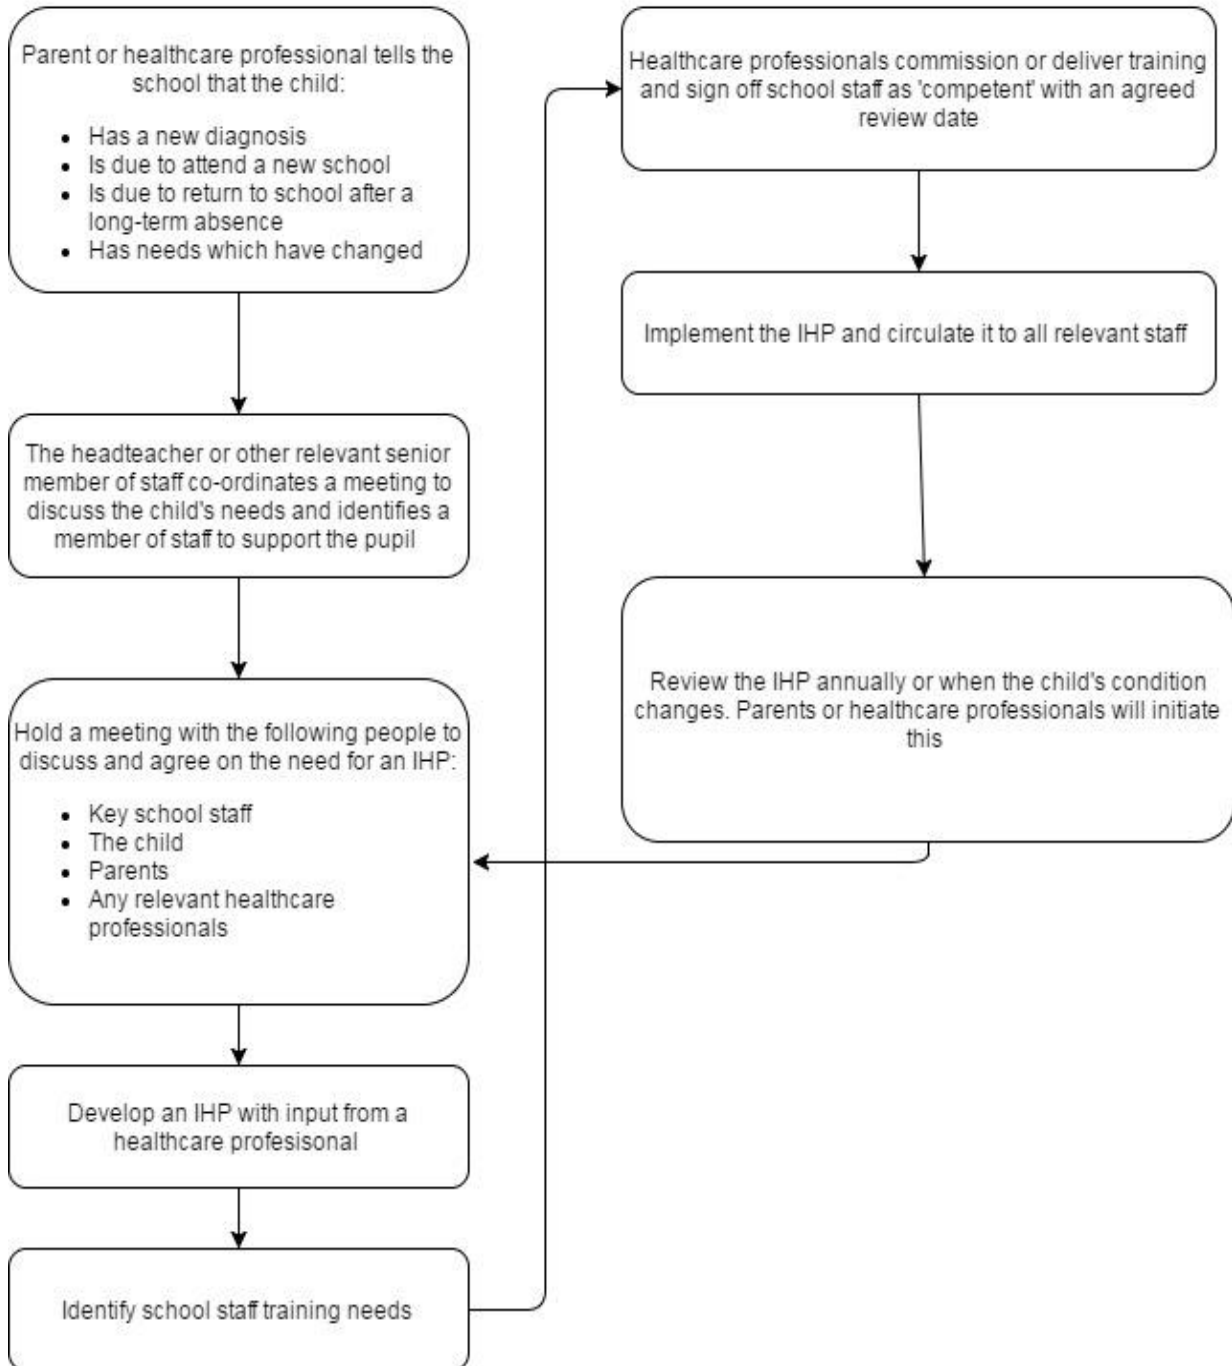 Parent or healthcare professional tells the
school that the child:
• Has a new diagnosis
• Is due to attend a new school
• Is due to return to school after a
long-term absence
• Has needs which have changed
The headteacher or other relevant senior
member of staff co-ordinates a meeting to
discuss the child's needs and identifies a
member of staff to support the pupil
Hold a meeting with the following people to
discuss and agree on the need for an IHP:
• Key school staff
• The child
• Parents
• Any relevant healthcare
professionals
Develop an IHP with input from a
healthcare profesisonal
Identify school staff training needs
Healthcare professionals commission or deliver training
and sign off school staff as 'competent' with an agreed
review date
Implement the IHP and circulate it to all relevant staff
Review the IHP annually or when the child's condition
changes. Parents or healthcare professionals will initiate
this